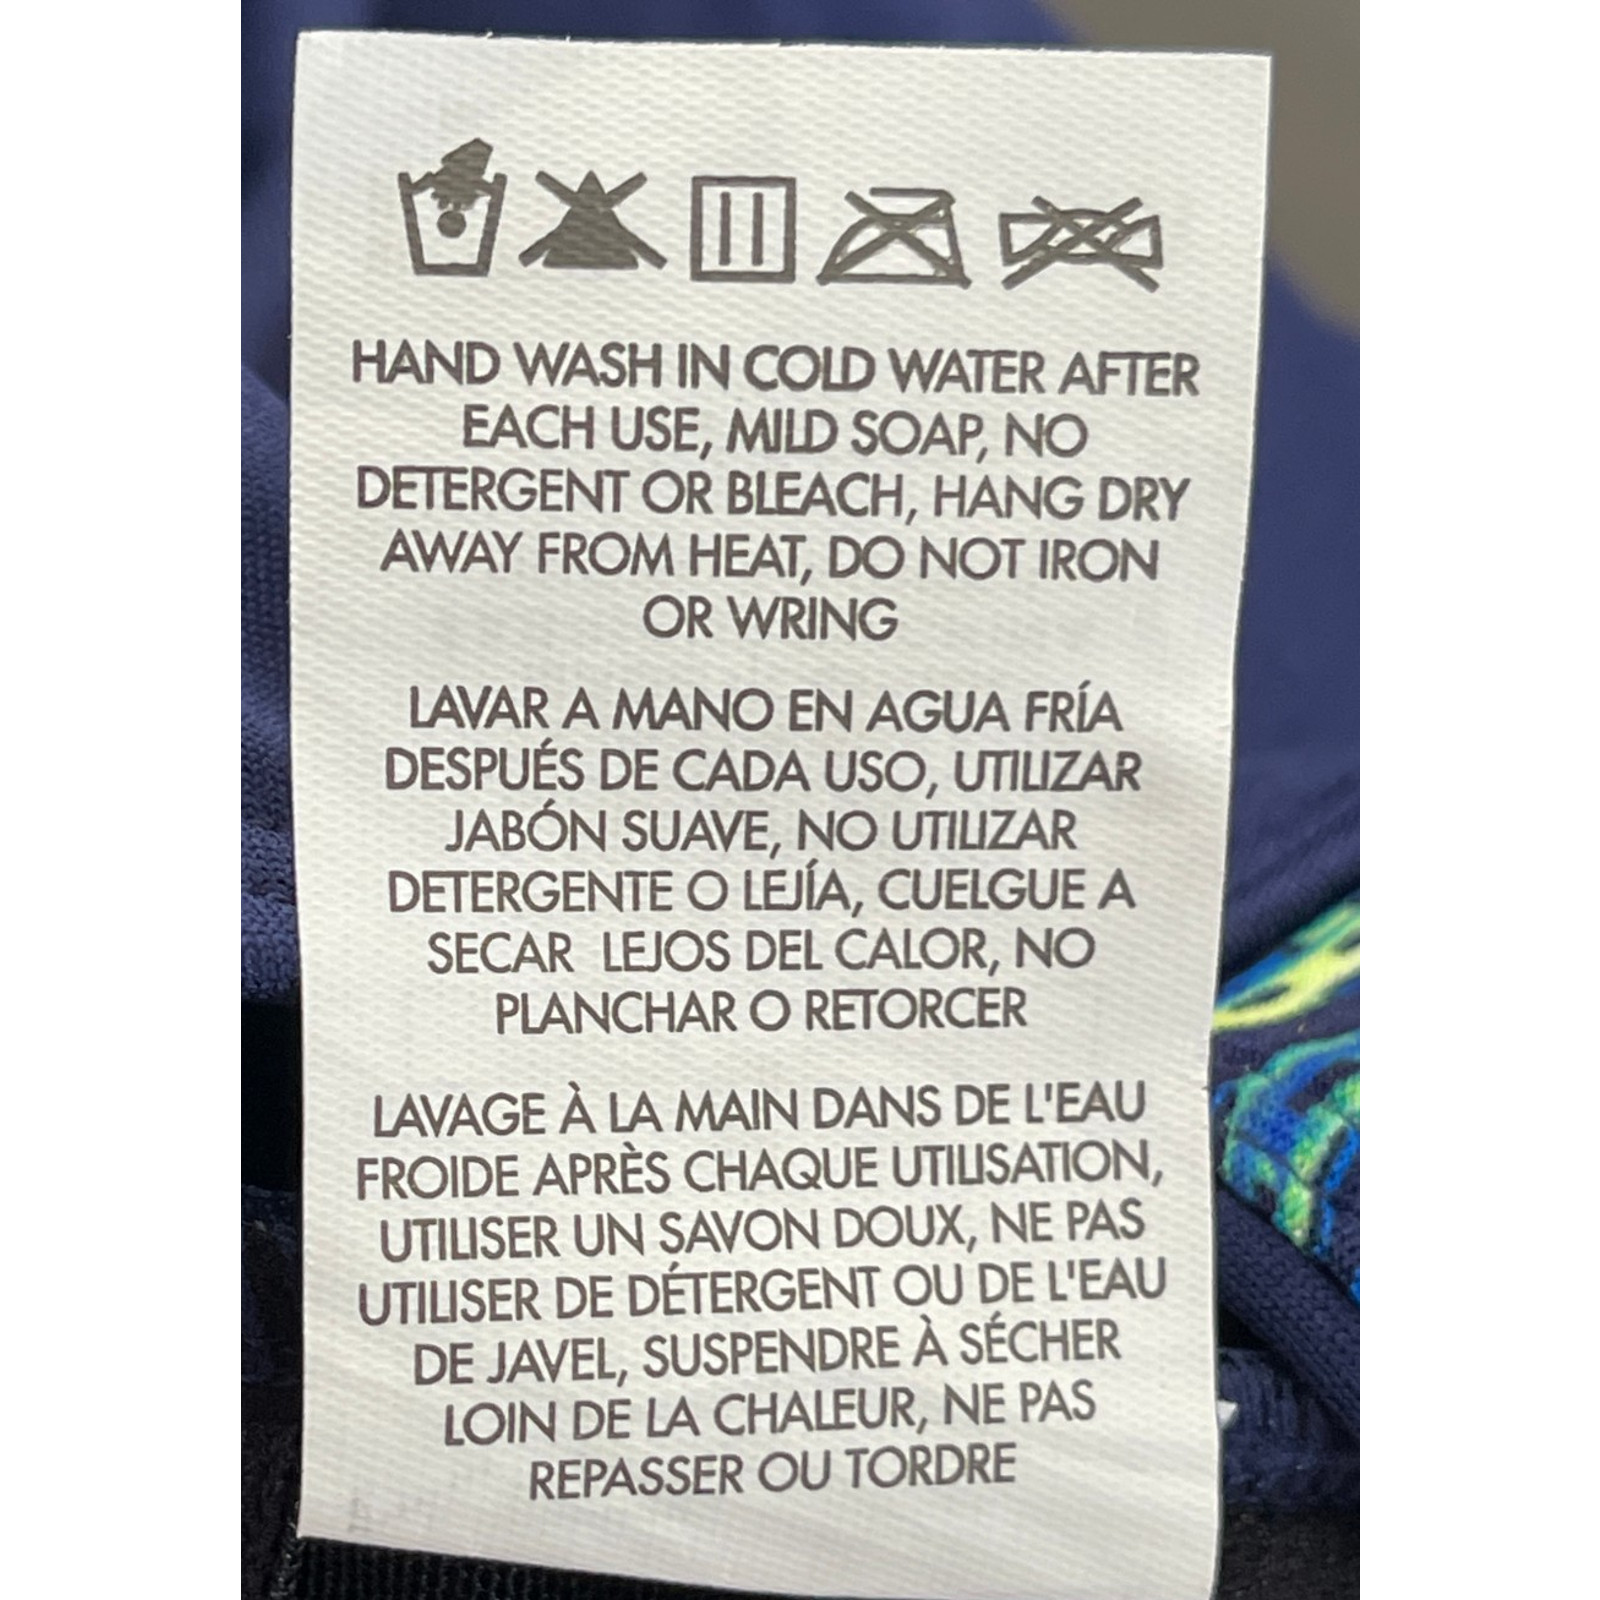 HAND WASH IN COLD WATER AFTER
EACH USE, MILD SOAP, NO
DETERGENT OR BLEACH, HANG DRY
AWAY FROM HEAT, DO NOT IRON
OR WRING
LAVAR A MANO EN AGUA FRÍA
DESPUÉS DE CADA USO, UTILIZAR
JABÓN SUAVE, NO UTILIZAR
DETERGENTE O LEJÍA, CUELGUE A
SECAR LEJOS DEL CALOR, NO
PLANCHAR O RETORCER
LAVAGE À LA MAIN DANS DE L'EAU
FROIDE APRÈS CHAQUE UTILISATION,
UTILISER UN SAVON DOUX, NE PAS
UTILISER DE DÉTERGENT OU DE L'EAU
DE JAVEL, SUSPENDRE À SÉCHER
LOIN DE LA CHALEUR, NE PAS
REPASSER OU TORDRE